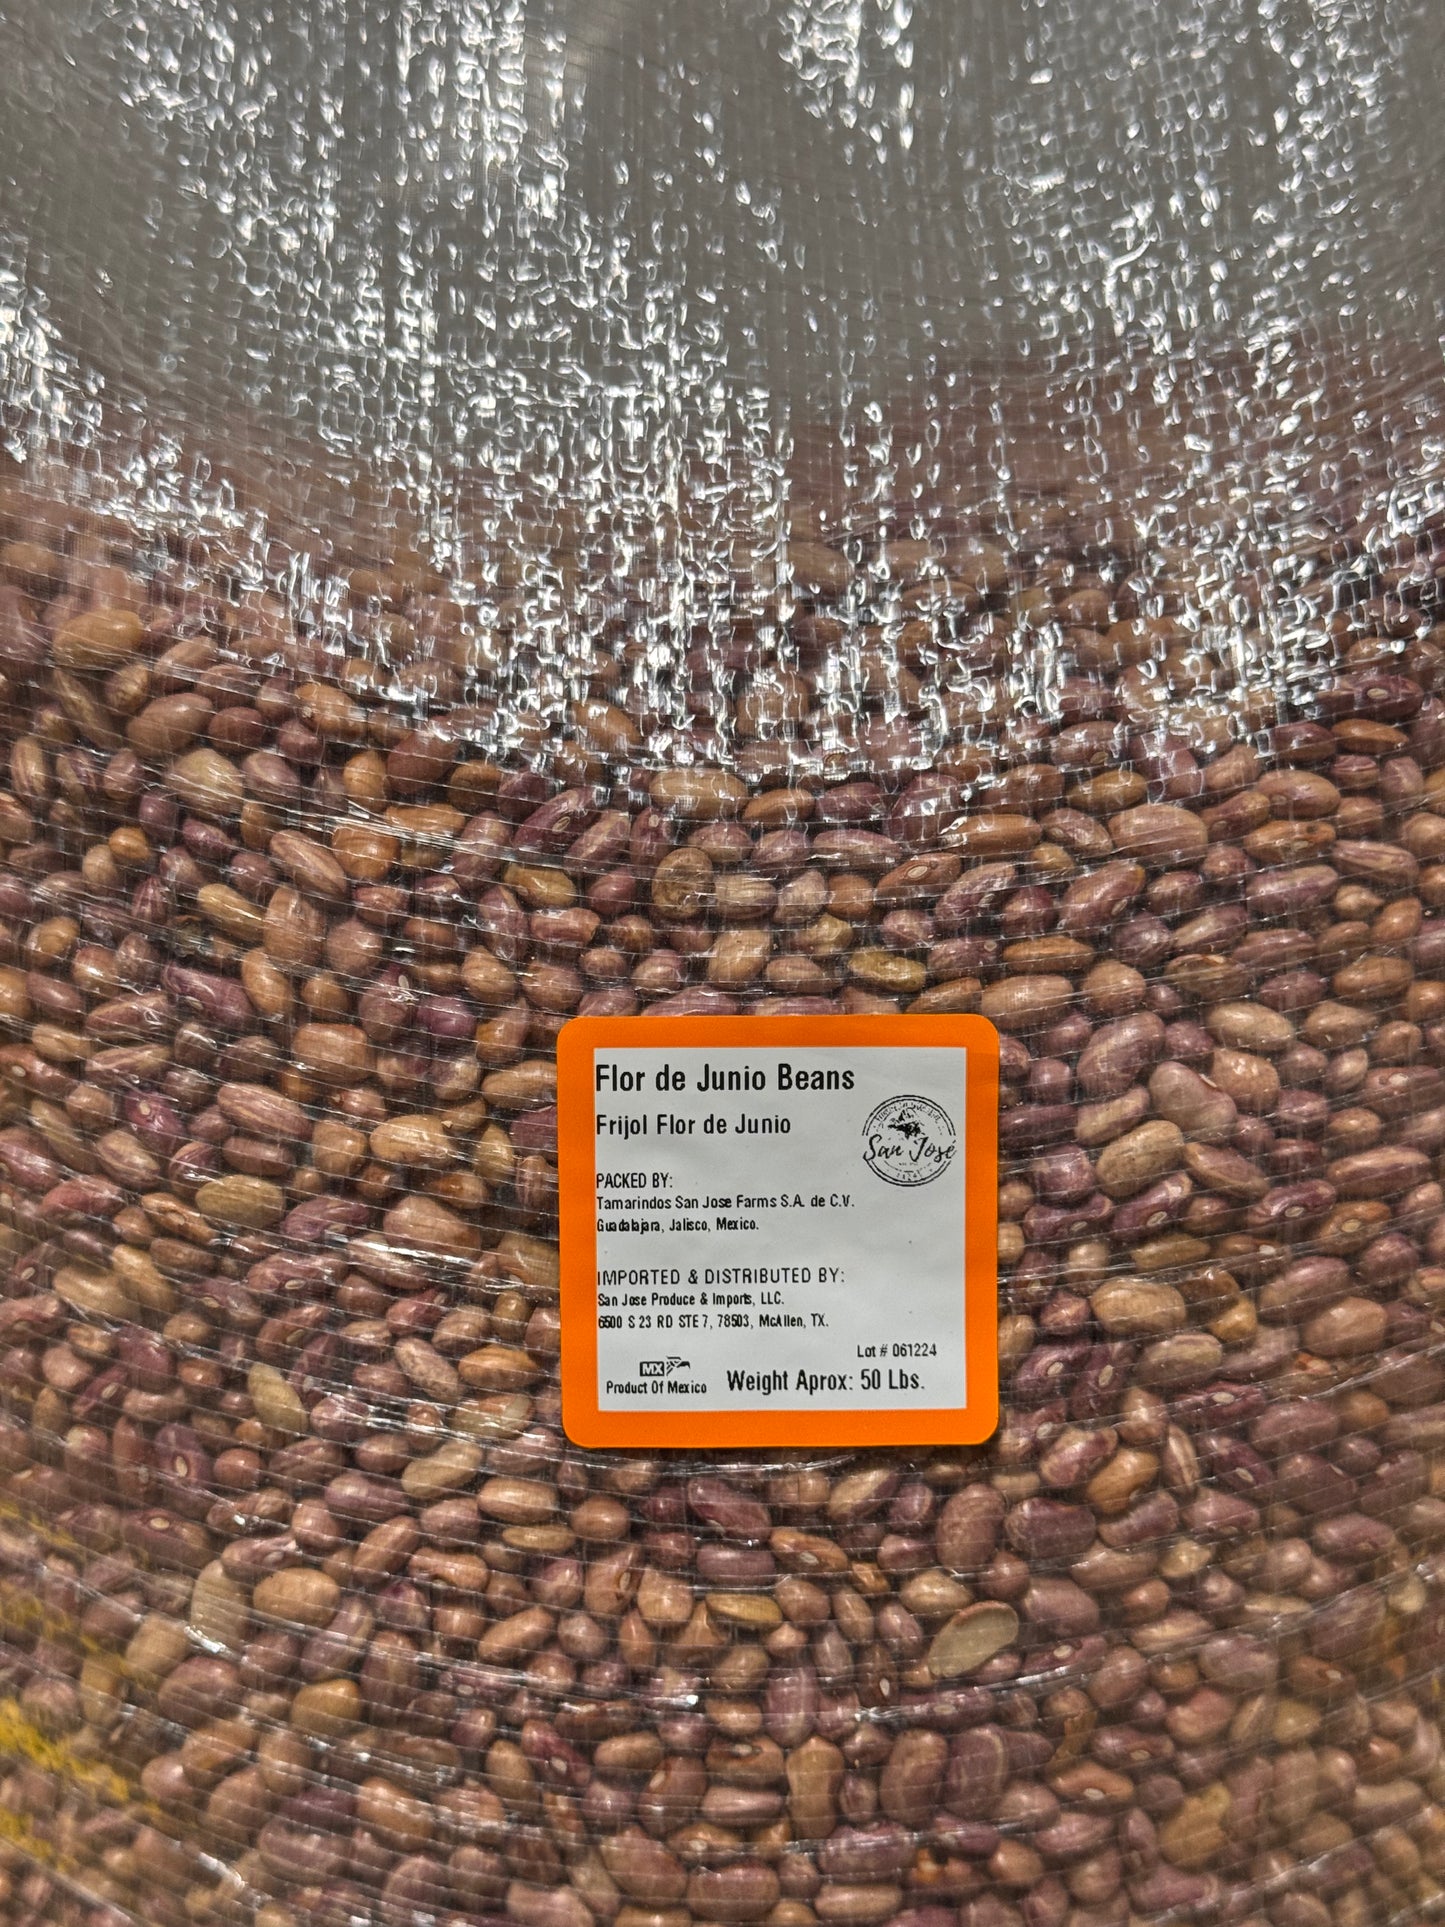 Flor de Junio Beans
Frijol Flor de Junio
San José
PACKED BY:
Tamarindos San Jose Farms S.A. de C.V.
Guadalajara, Jalisco, Mexico.
IMPORTED & DISTRIBUTED BY:
San Jose Produce & Imports, LLC.
6500 S 23 RD STE 7, 78503, McAllen, TX.
Lot # 061224
MX
Product Of Mexico
Weight Aprox: 50 Lbs.